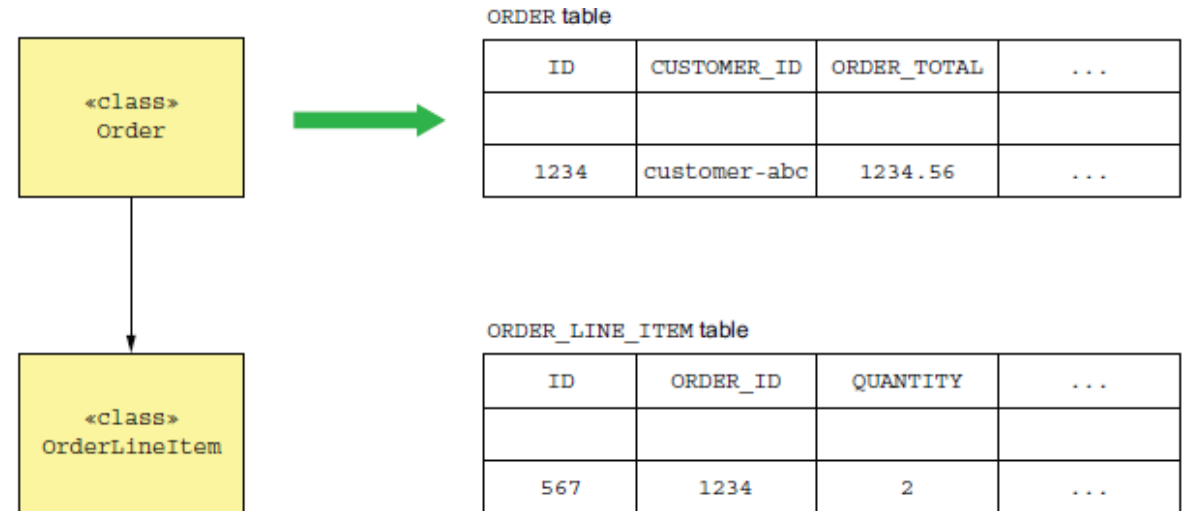 ORDER table
ID CUSTOMER_ID ORDER_TOTAL ...
«class»
Order
1234 customer-abc 1234.56 ...
ORDER_LINE_ITEM table
ID ORDER_ID QUANTITY ...
«class»
OrderLineItem
567 1234 2 ...